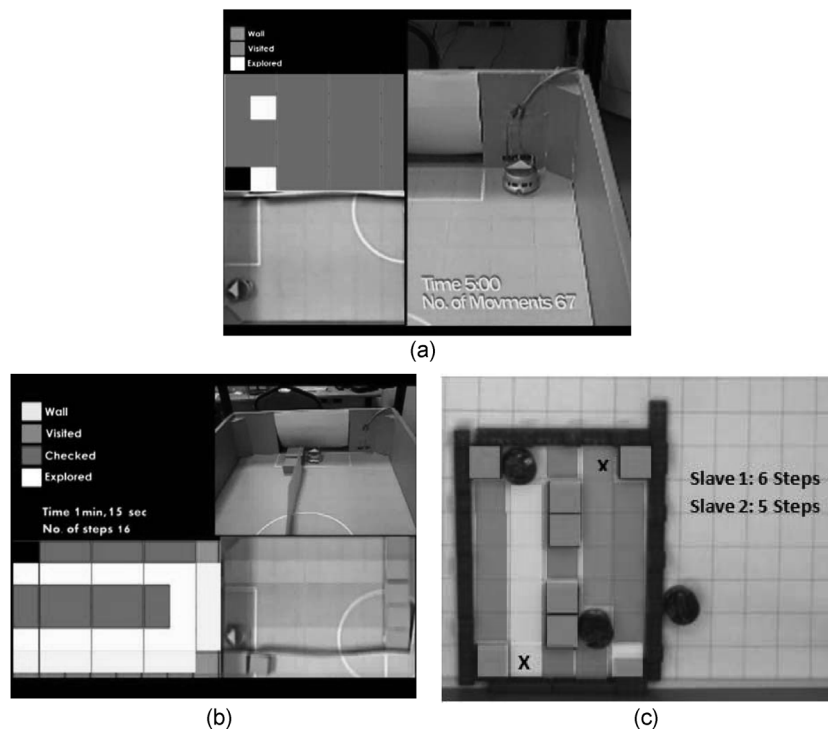 Wall
Visited
Explored
Time 5:00
No. of Movments 67
(a)
Wall
Visited
Checked
Explored
Time 1min, 15 sec
No. of steps 16
(b)
X
Slave 1: 6 Steps
Slave 2: 5 Steps
X
(c)